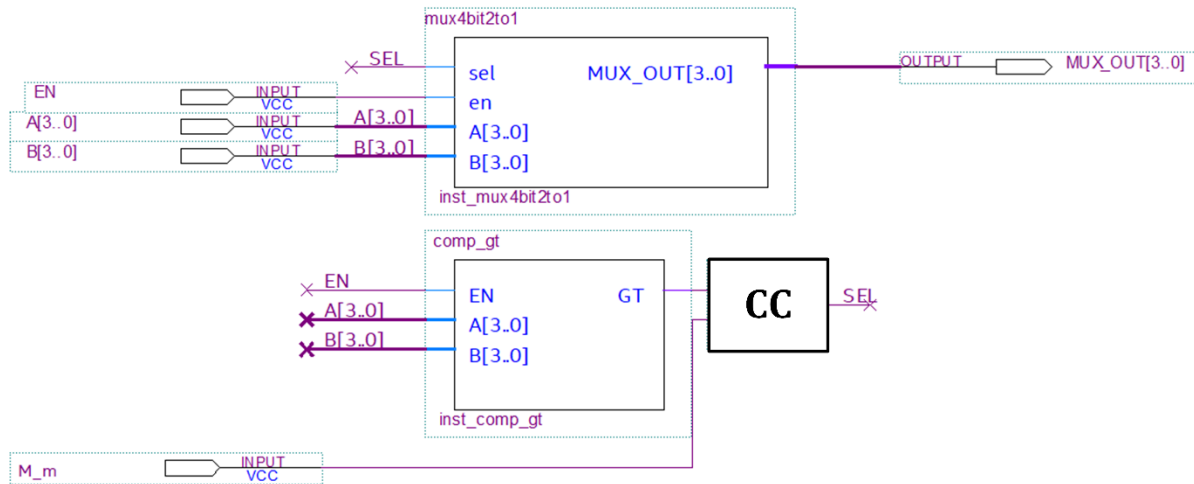 mux4bit2to1
SEL
sel
MUX_OUT[3..0]
OUTPUT
MUX_OUT[3..0]
EN
INPUT
VCC
en
A[3..0]
INPUT
VCC
A[3..0]
A[3..0]
B[3..0]
INPUT
VCC
B[3..0]
B[3..0]
inst_mux4bit2to1
comp_gt
EN
EN
GT
CC
SEL
A[3..0]
A[3..0]
B[3..0]
B[3..0]
inst_comp_gt
M_m
INPUT
VCC